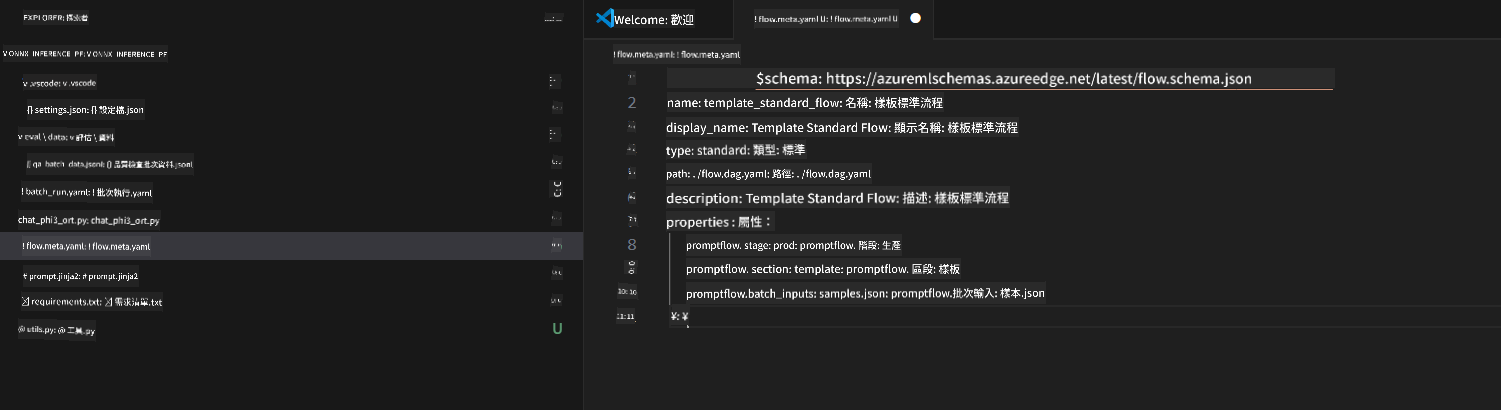 EXPLORER: 探索者
VONNX INFERENCE PF: VONNX INFERENCE PF
v .vscode: v .vscode
{} settings.json: {} 設定檔.json
v eval \ data: v 評估 \ 資料
qa_batch_data.jsonl: {} 品質檢查批次資料.jsonl
! batch_run.yaml: ! 批次執行.yaml
chat_phi3_ort.py: chat_phi3_ort.py
! flow.meta.yaml: ! flow.meta.yaml
# prompt.jinja2: # prompt.jinja2
requirements.txt: 需求清單.txt
@ utils.py: @ 工具.py
U
Welcome: 歡迎
! flow.meta.yaml U: ! flow.meta.yaml U
! flow.meta.yaml: ! flow.meta.yaml
$schema: https://azuremlschemas.azureedge.net/latest/flow.schema.json
2 name: template_standard_flow: 名稱: 樣板標準流程
display_name: Template Standard Flow: 顯示名稱: 樣板標準流程
type: standard: 類型: 標準
path: . /flow.dag.yaml: 路徑: . /flow.dag.yaml
description: Template Standard Flow: 描述: 樣板標準流程
properties : 屬性：
8 promptflow. stage: prod: promptflow. 階段: 生產
promptflow. section: template: promptflow. 區段: 樣板
10: 10 promptflow.batch_inputs: samples.json: promptflow.批次輸入: 樣本.json
11:11 ¥: ¥